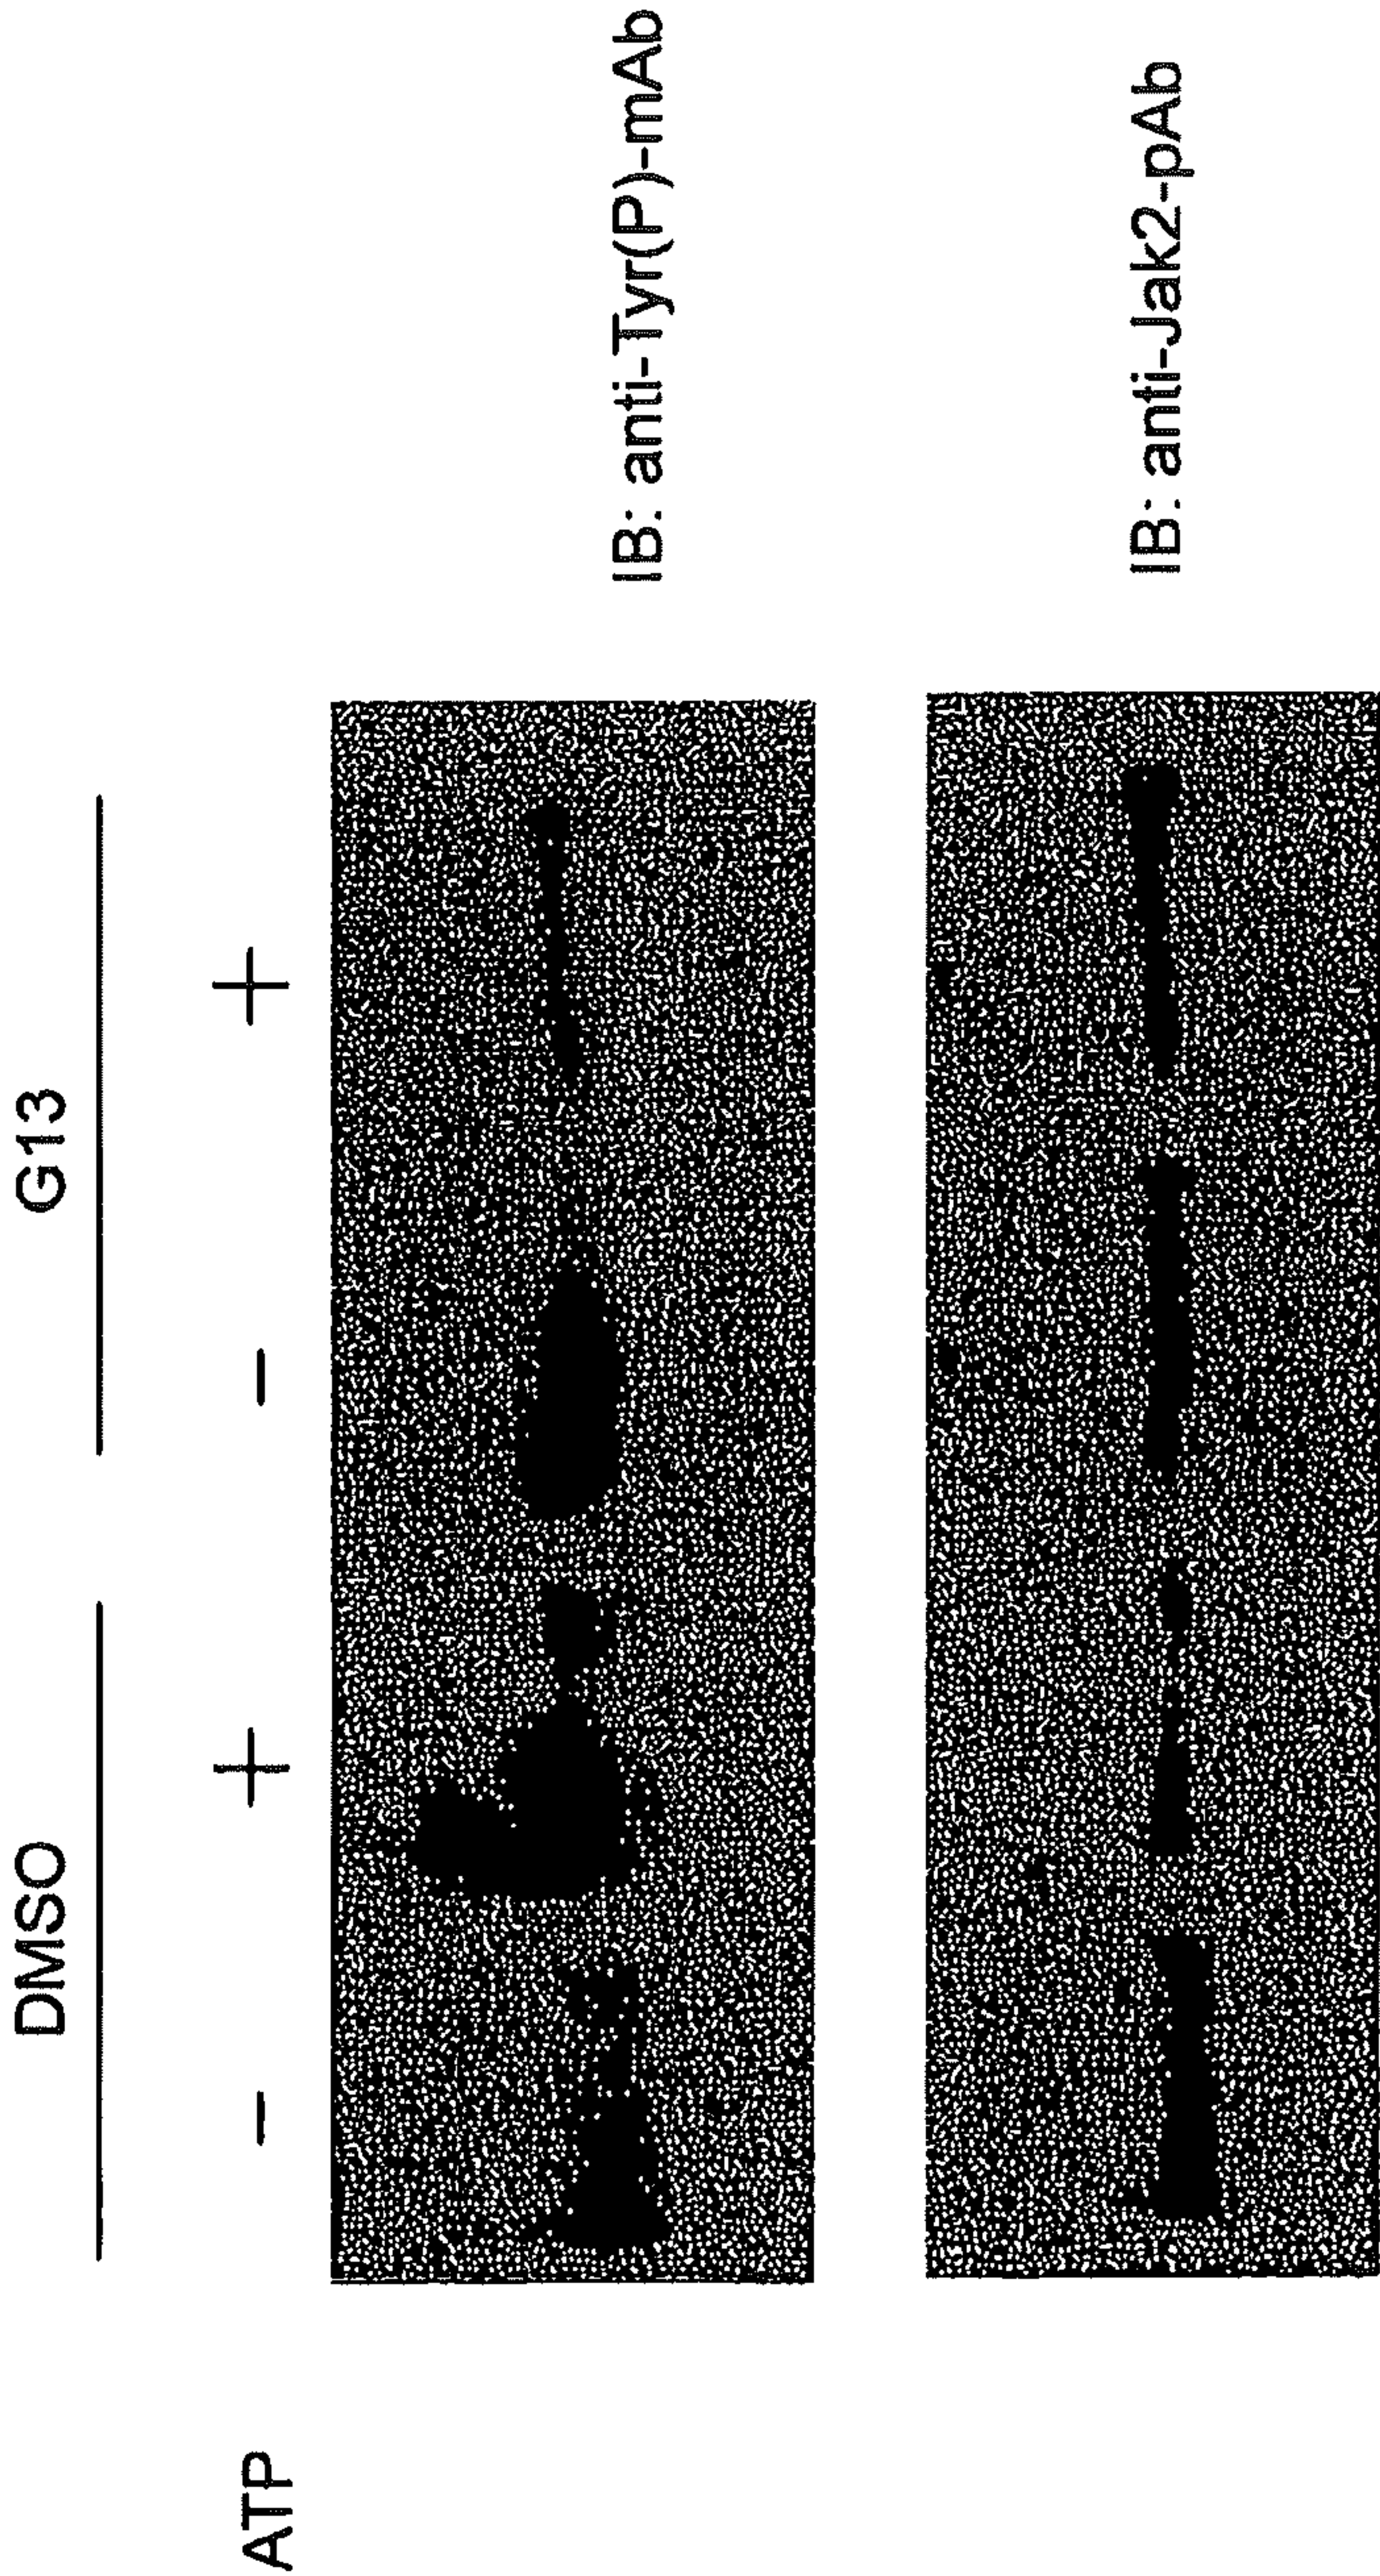 DMSO G13
ATP - + - +
IB: anti-Tyr(P)-mAb
IB: anti-Jak2-pAb